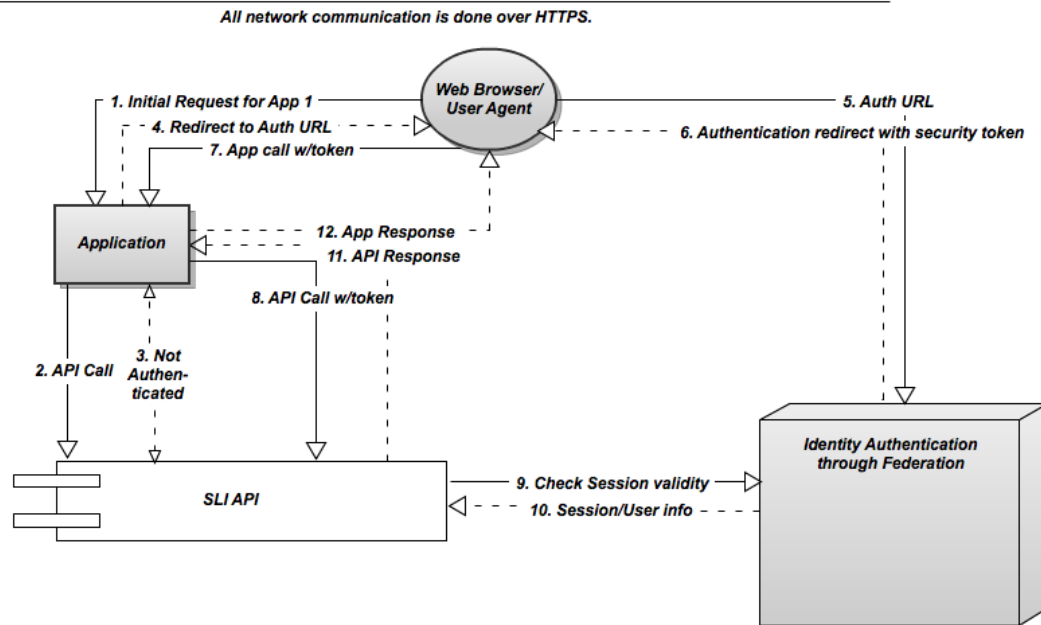 All network communication is done over HTTPS.
Web Browser/
User Agent
1. Initial Request for App 1
5. Auth URL
4. Redirect to Auth URL
6. Authentication redirect with security token
7. App call w/token
Application
12. App Response
11. API Response
8. API Call w/token
2. API Call
3. Not
Authen-
ticated
Identity Authentication
through Federation
SLI API
9. Check Session validity
10. Session/User info